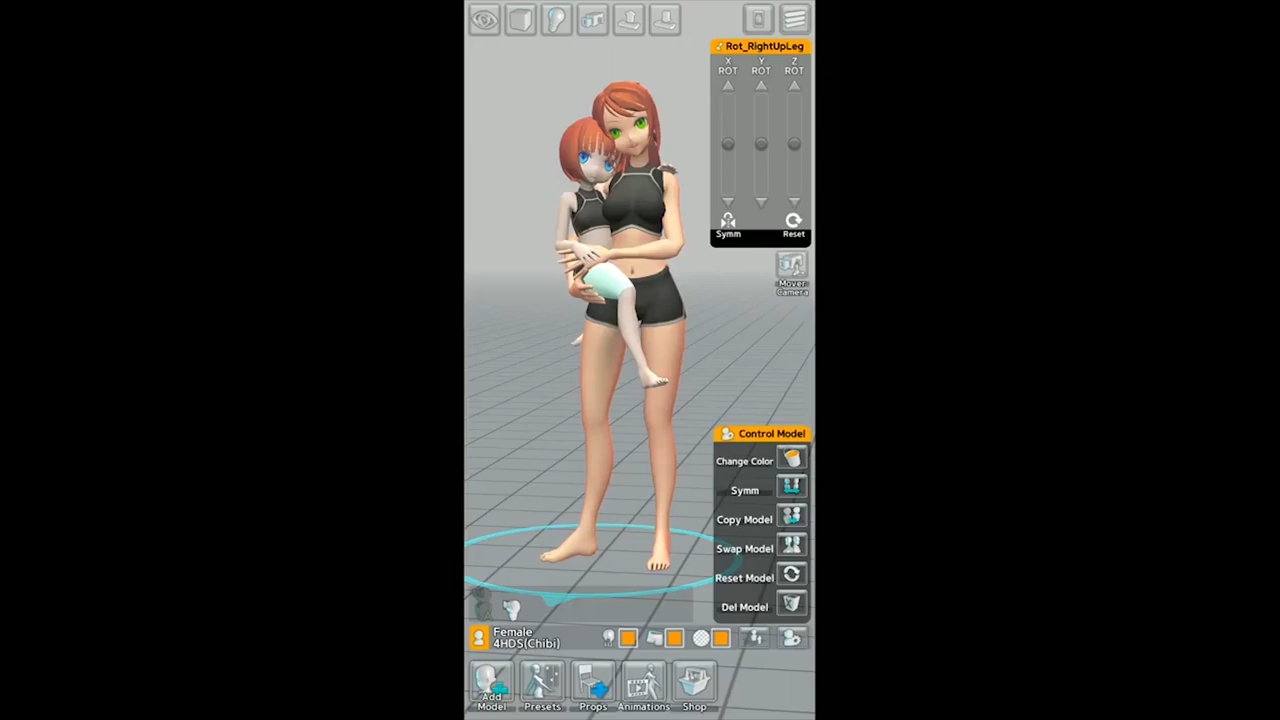 Rot_RightUpLeg
X Y Z
ROT ROT ROT
Symm Reset
Mover
Camera
Control Model
Change Color
Symm
Copy Model
Swap Model
Reset Model
Del Model
Female
4HDS(Chibi)
Add
Model
Presets
Props
Animations
Shop